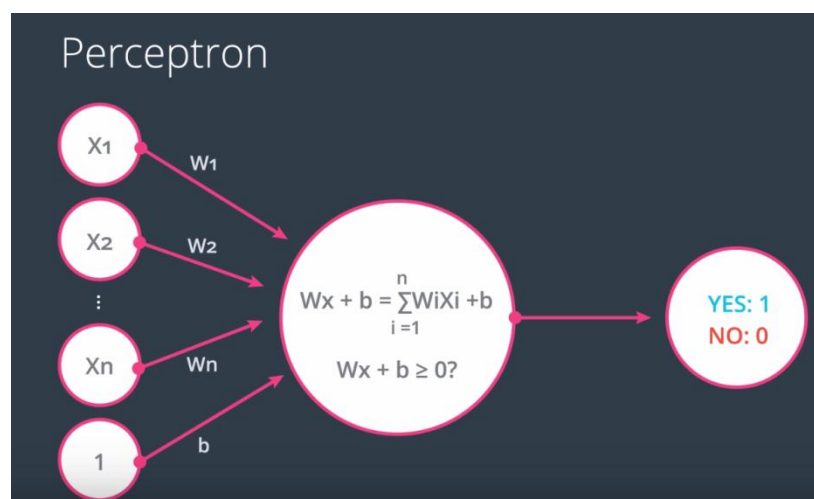 Perceptron
X1
W1
X2
W2
⋮
Xn
Wn
1
b
n
Wx + b = ∑WiXi +b
i =1
Wx + b ≥ 0?
YES: 1
NO: 0